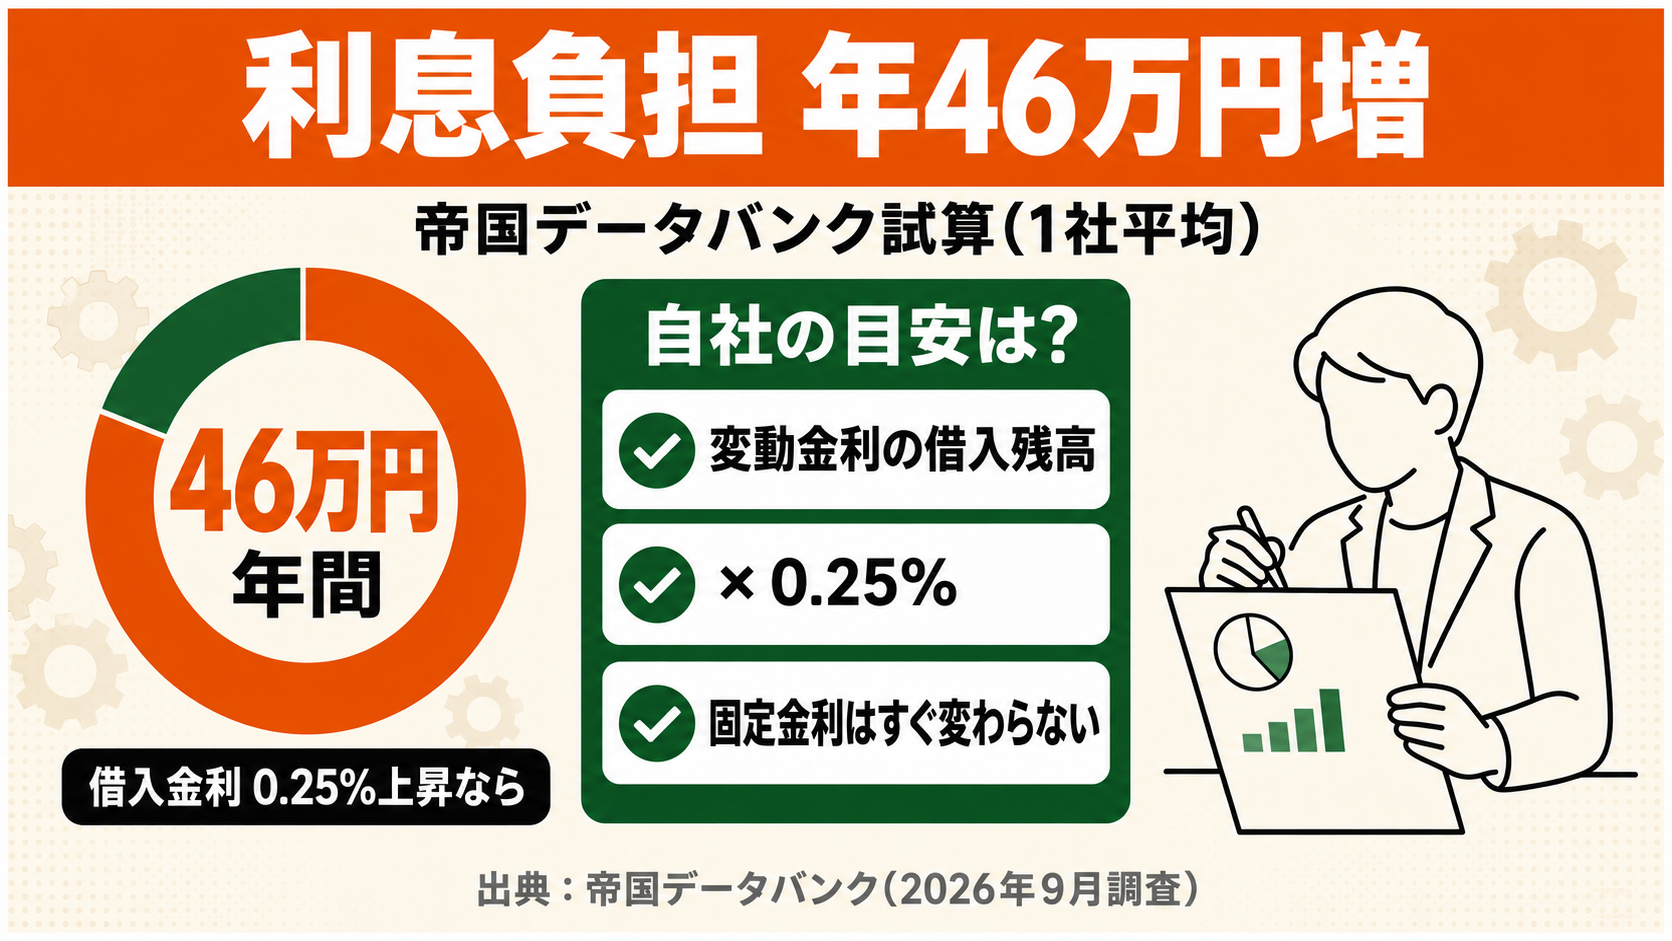 利息負担 年46万円増
帝国データバンク試算(1社平均)
46万円
年間
借入金利 0.25%上昇なら
自社の目安は?
変動金利の借入残高
× 0.25%
固定金利はすぐ変わらない
出典:帝国データバンク(2026年9月調査)